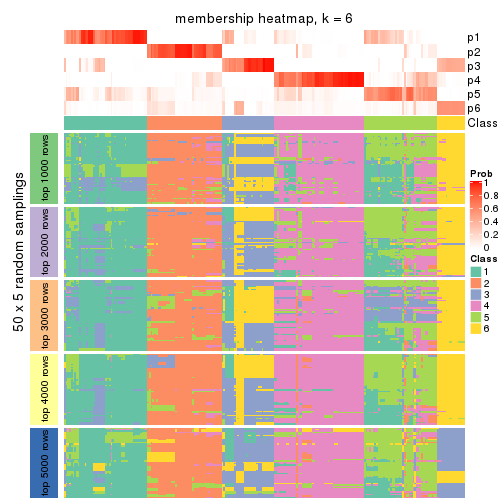 membership heatmap, k = 6
p1
p2
p3
p4
p5
p6
Class
50 x 5 random samplings
top 1000 rows
top 2000 rows
top 3000 rows
top 4000 rows
top 5000 rows
Prob
1
0.8
0.6
0.4
0.2
0
Class
1
2
3
4
5
6